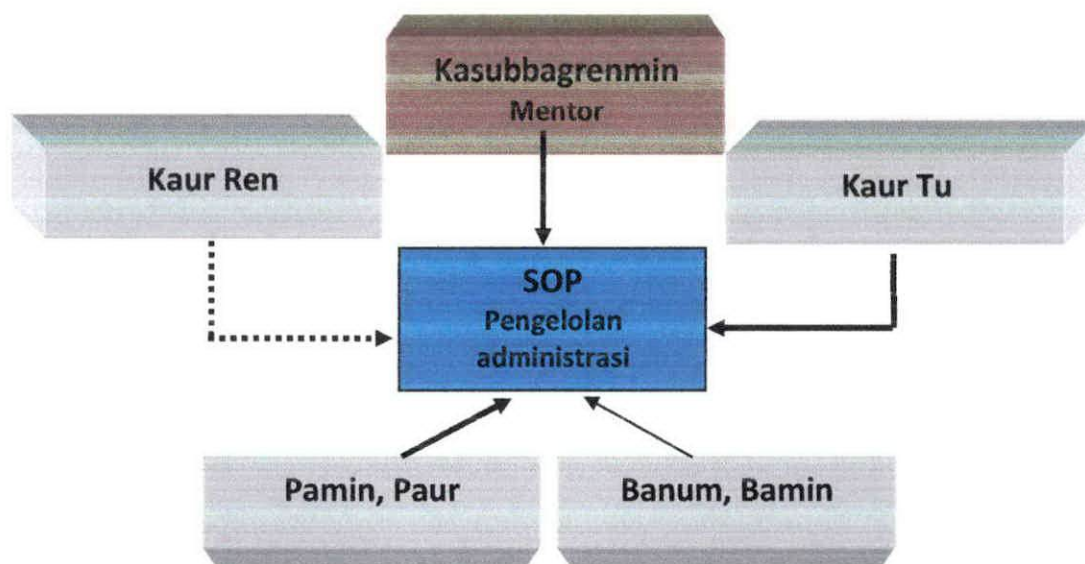 Kasubbagrenmin
Mentor
Kaur Ren
Kaur Tu
SOP
Pengelolan
administrasi
Pamin, Paur
Banum, Bamin